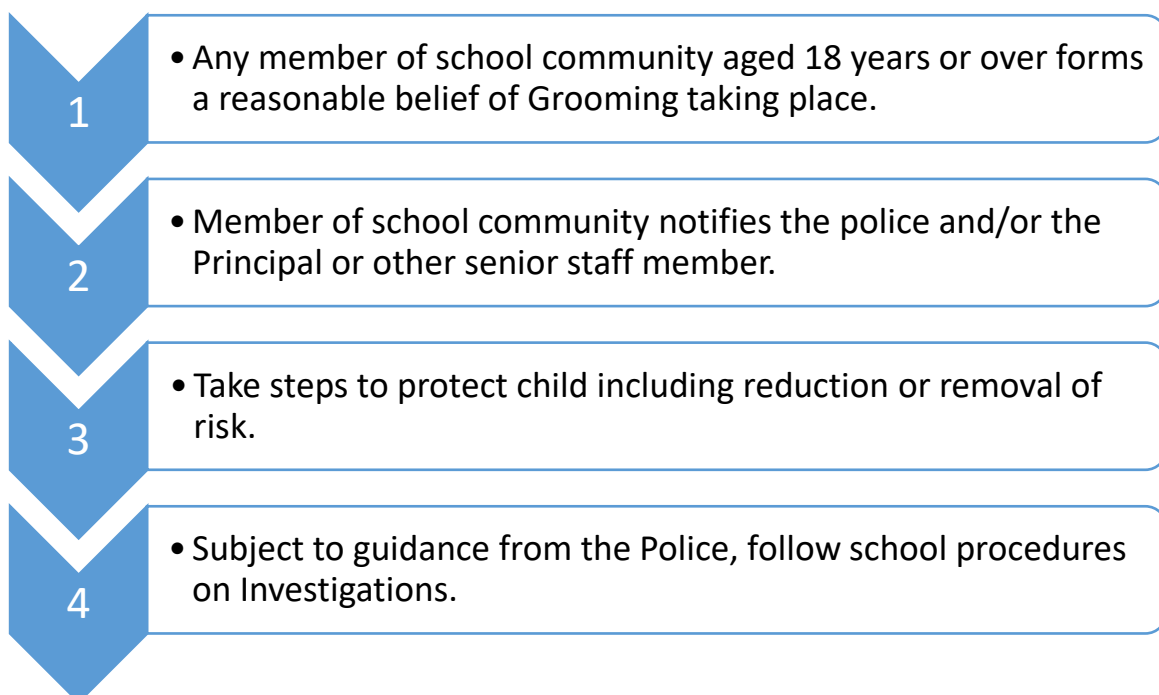 1
• Any member of school community aged 18 years or over forms
a reasonable belief of Grooming taking place.
2
• Member of school community notifies the police and/or the
Principal or other senior staff member.
3
• Take steps to protect child including reduction or removal of
risk.
4
• Subject to guidance from the Police, follow school procedures
on Investigations.